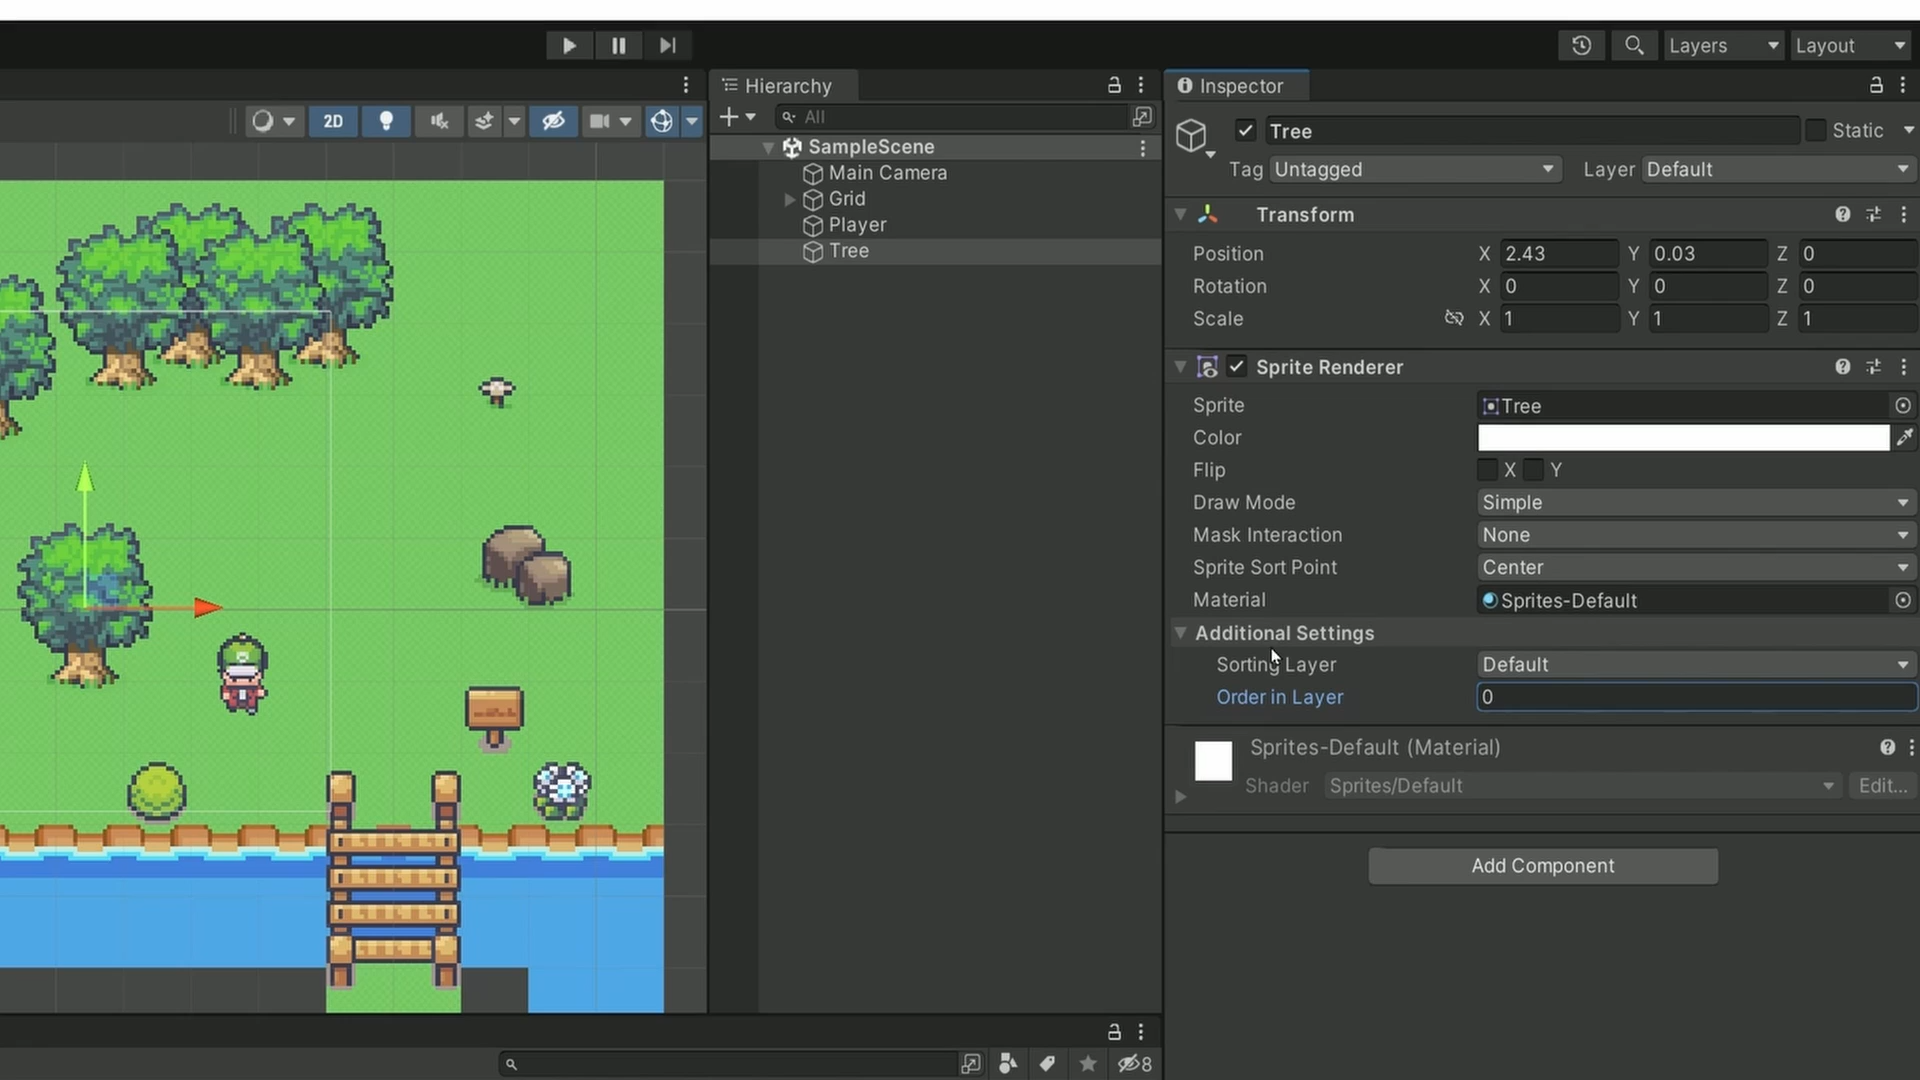 Layers
Layout
Hierarchy
Inspector
2D
All
Tree
Static
SampleScene
Tag Untagged Layer Default
Main Camera
Grid
Player
Tree
Transform
Position X 2.43 Y 0.03 Z 0
Rotation X 0 Y 0 Z 0
Scale X 1 Y 1 Z 1
Sprite Renderer
Sprite Tree
Color
Flip X Y
Draw Mode Simple
Mask Interaction None
Sprite Sort Point Center
Material Sprites-Default
Additional Settings
Sorting Layer Default
Order in Layer 0
Sprites-Default (Material)
Shader Sprites/Default Edit...
Add Component
8